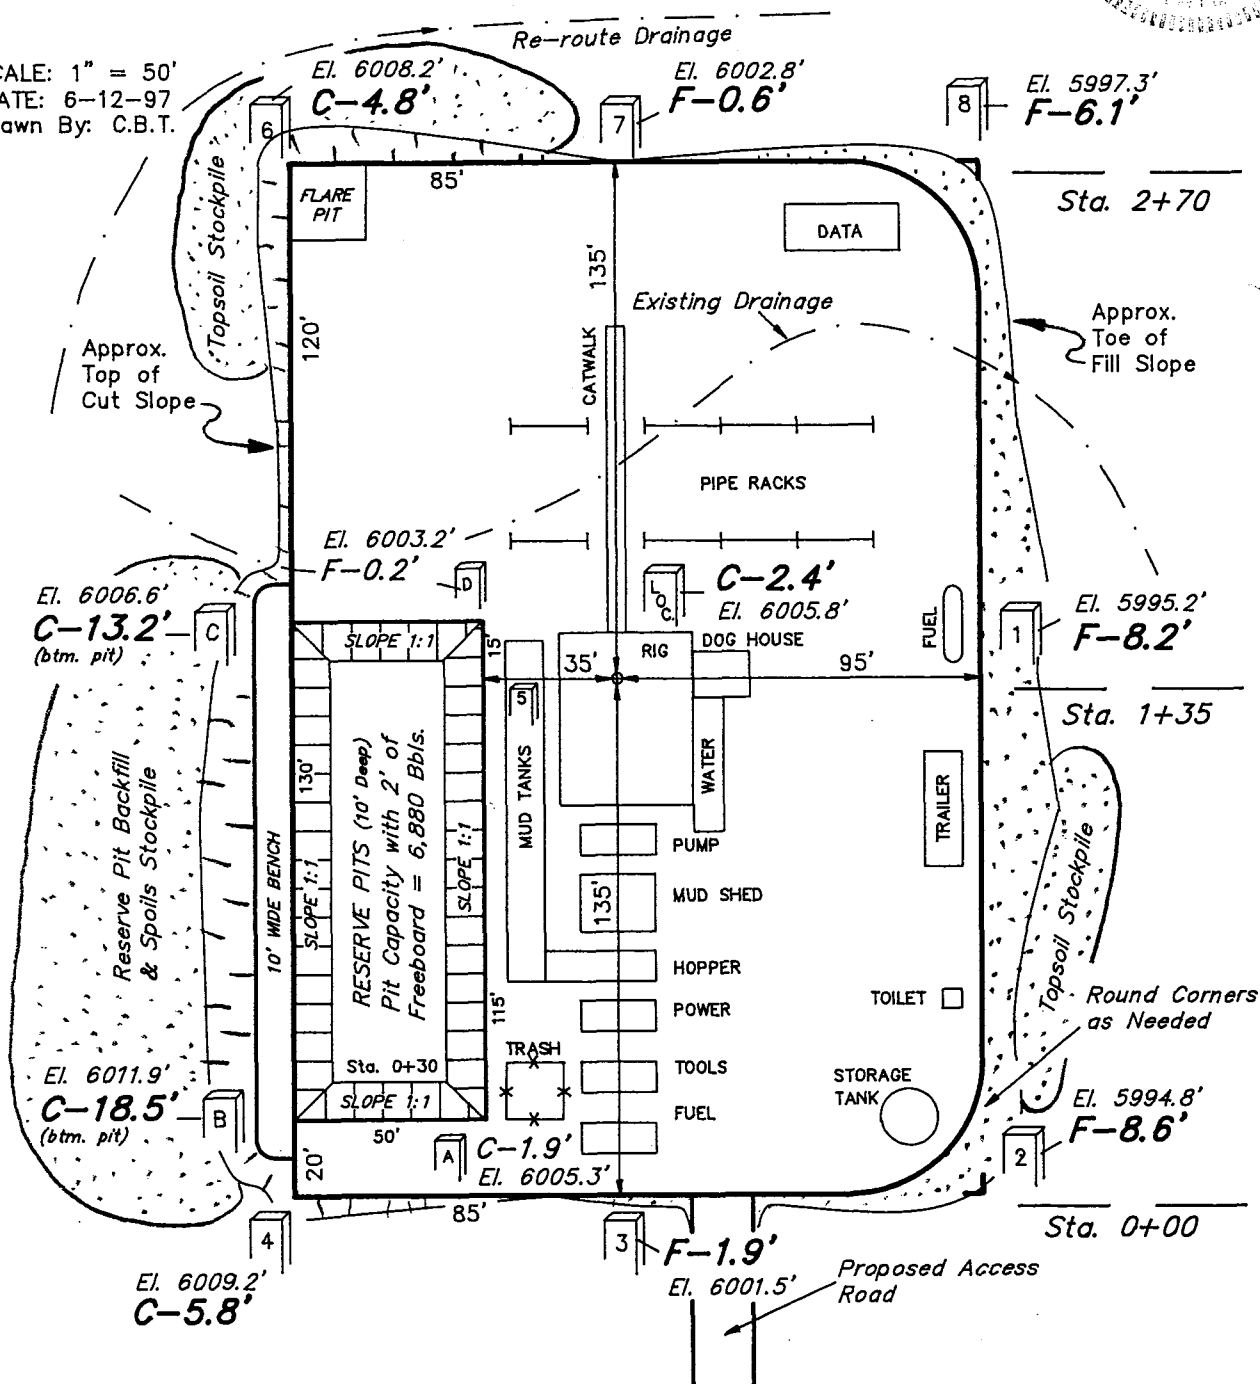 Re-route Drainage
CALE: 1" = 50'
ATE: 6-12-97
awn By: C.B.T.
El. 6008.2'
C-4.8'
El. 6002.8'
F-0.6'
El. 5997.3'
F-6.1'
6
7
8
Sta. 2+70
85'
FLARE
PIT
DATA
Topsoil Stockpile
135'
120'
Existing Drainage
Approx.
Toe of
Fill Slope
Approx.
Top of
Cut Slope
CATWALK
PIPE RACKS
El. 6003.2'
F-0.2'
D
LOC.
C-2.4'
El. 6005.8'
El. 6006.6'
C-13.2'
(btm. pit)
C
FUEL
1
El. 5995.2'
F-8.2'
SLOPE 1:1
15'
35'
RIG
DOG HOUSE
95'
Sta. 1+35
5
MUD TANKS
WATER
TRAILER
130'
SLOPE 1:1
RESERVE PITS (10' Deep)
Pit Capacity with 2' of
Freeboard = 6,880 Bbls.
SLOPE 1:1
10' WIDE BENCH
Reserve Pit Backfill
& Spoils Stockpile
PUMP
MUD SHED
135'
HOPPER
POWER
TOILET
115'
Topsoil Stockpile
Round Corners
as Needed
TRASH
TOOLS
FUEL
STORAGE
TANK
Sta. 0+30
SLOPE 1:1
El. 6011.9'
C-18.5'
(btm. pit)
B
50'
20'
A
C-1.9'
El. 6005.3'
El. 5994.8'
F-8.6'
2
85'
Sta. 0+00
4
3
F-1.9'
El. 6001.5'
El. 6009.2'
C-5.8'
Proposed Access
Road